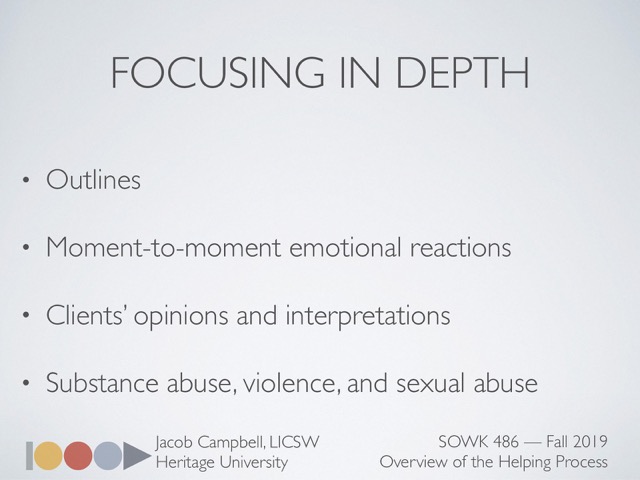 FOCUSING IN DEPTH
• Outlines
• Moment-to-moment emotional reactions
• Clients’ opinions and interpretations
• Substance abuse, violence, and sexual abuse
Jacob Campbell, LICSW
Heritage University
SOWK 486 — Fall 2019
Overview of the Helping Process